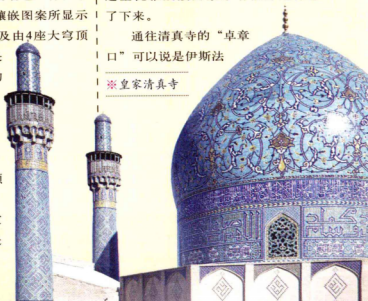 镶嵌图案所显示
及由4座大穹顶
了下来。
通往清真寺的“卓章
口”可以说是伊斯法
※皇家清真寺